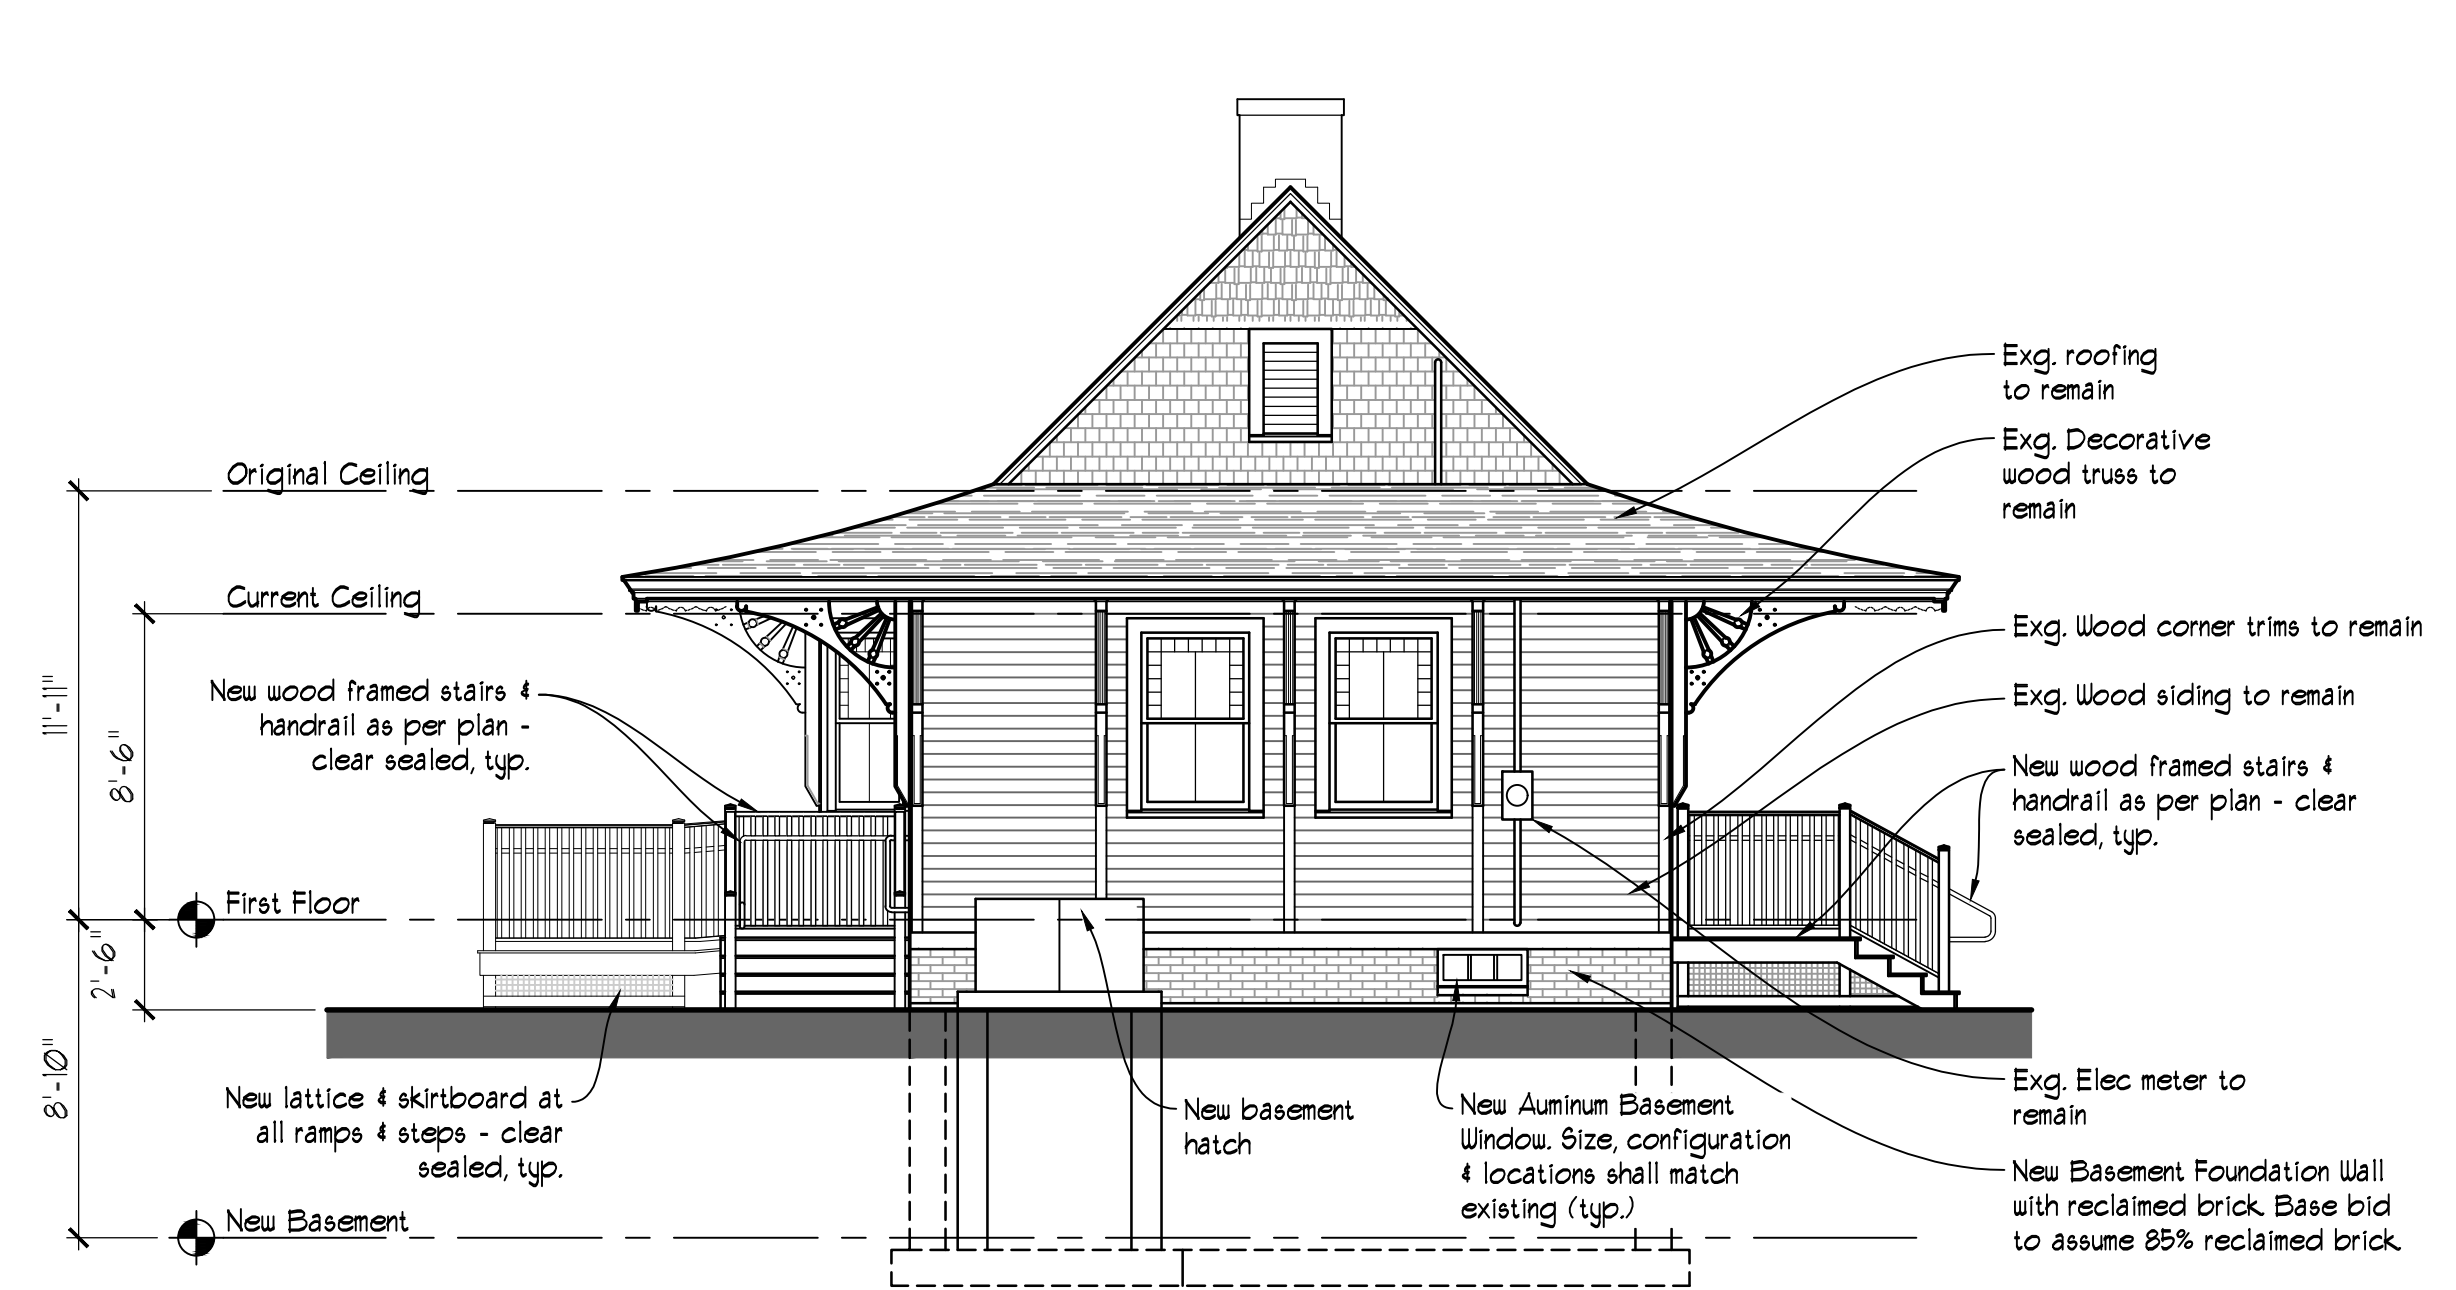 Exg. roofing
to remain
Exg. Decorative
wood truss to
remain
Original Ceiling
Current Ceiling
Exg. Wood corner trims to remain
11'-11"
8'-6"
New wood framed stairs &
handrail as per plan -
clear sealed, typ.
Exg. Wood siding to remain
New wood framed stairs &
handrail as per plan - clear
sealed, typ.
First Floor
2'-6"
8'-10"
New lattice & skirtboard at
all ramps & steps - clear
sealed, typ.
New basement
hatch
New Auminum Basement
Window. Size, configuration
& locations shall match
existing (typ.)
Exg. Elec meter to
remain
New Basement Foundation Wall
with reclaimed brick. Base bid
to assume 85% reclaimed brick.
New Basement